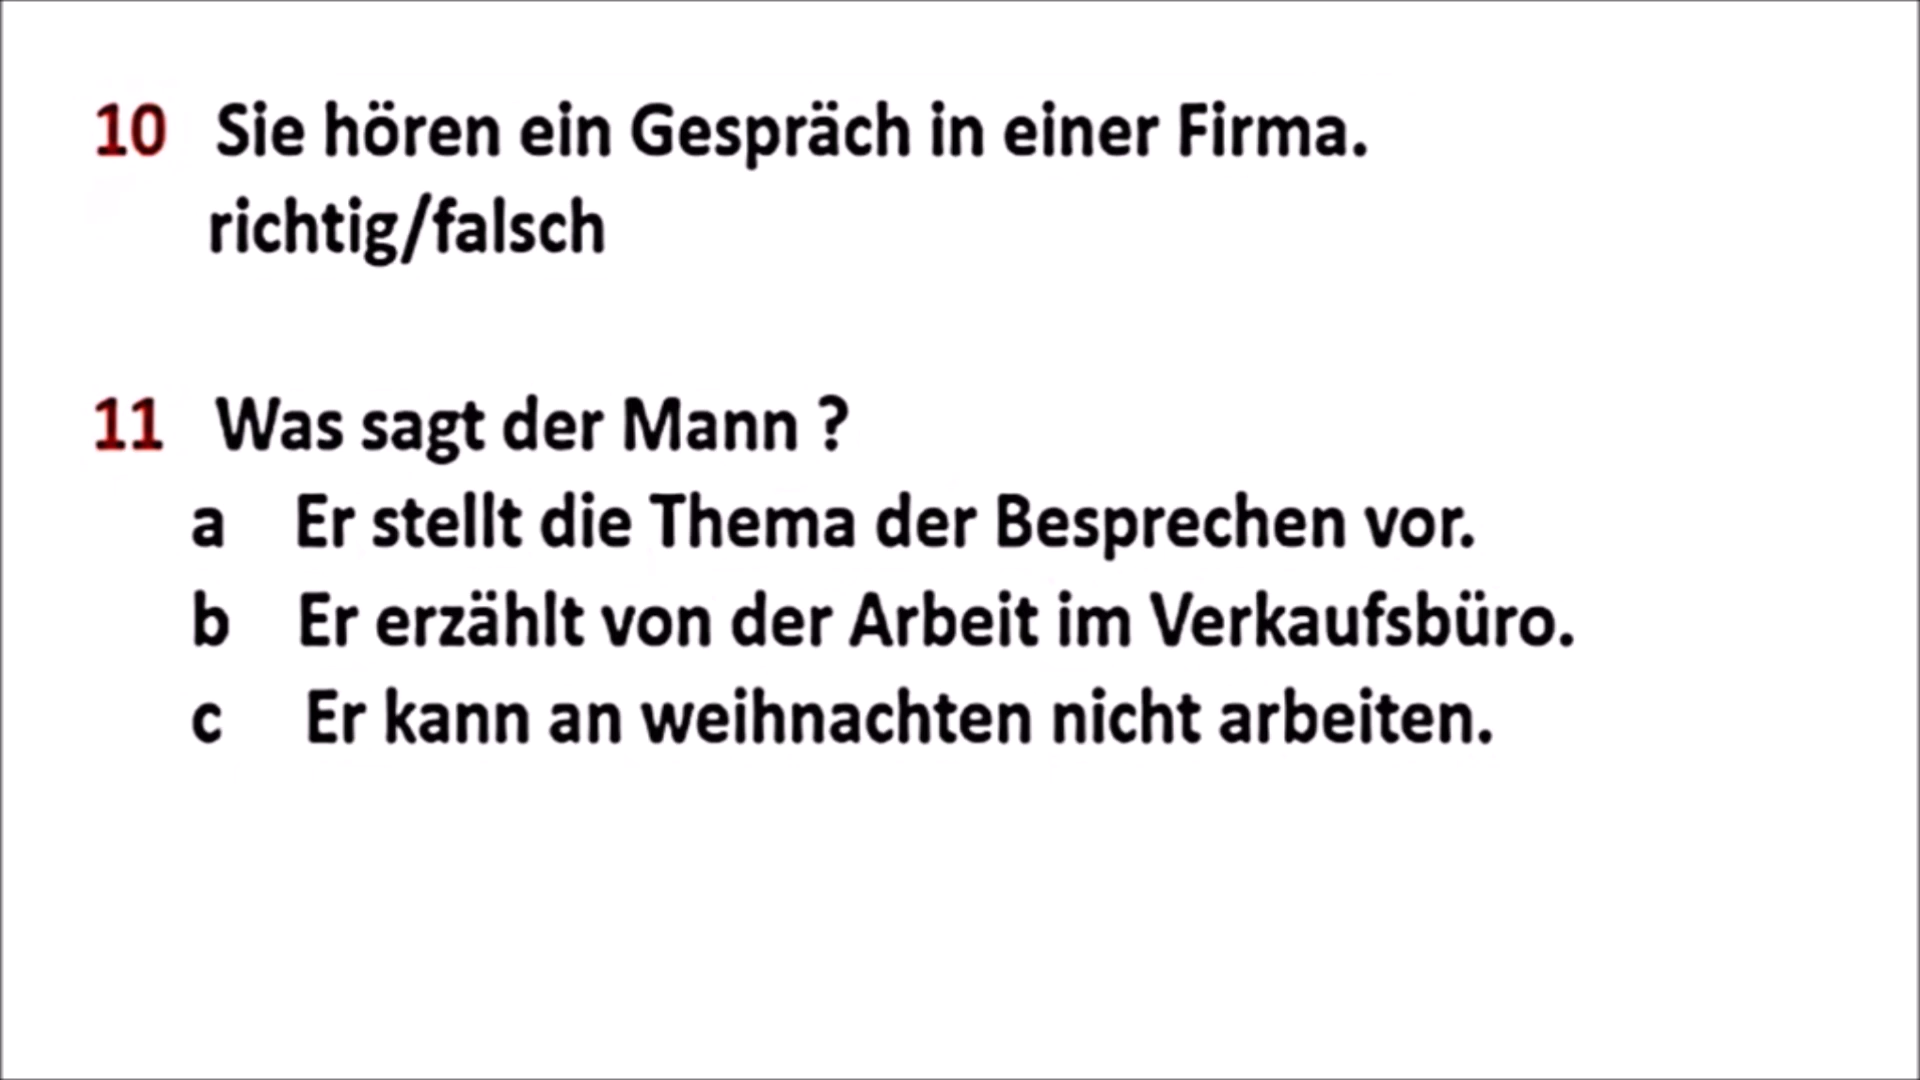 10 Sie hören ein Gespräch in einer Firma.
richtig/falsch
11 Was sagt der Mann ?
a Er stellt die Thema der Besprechen vor.
b Er erzählt von der Arbeit im Verkaufsbüro.
c Er kann an weihnachten nicht arbeiten.